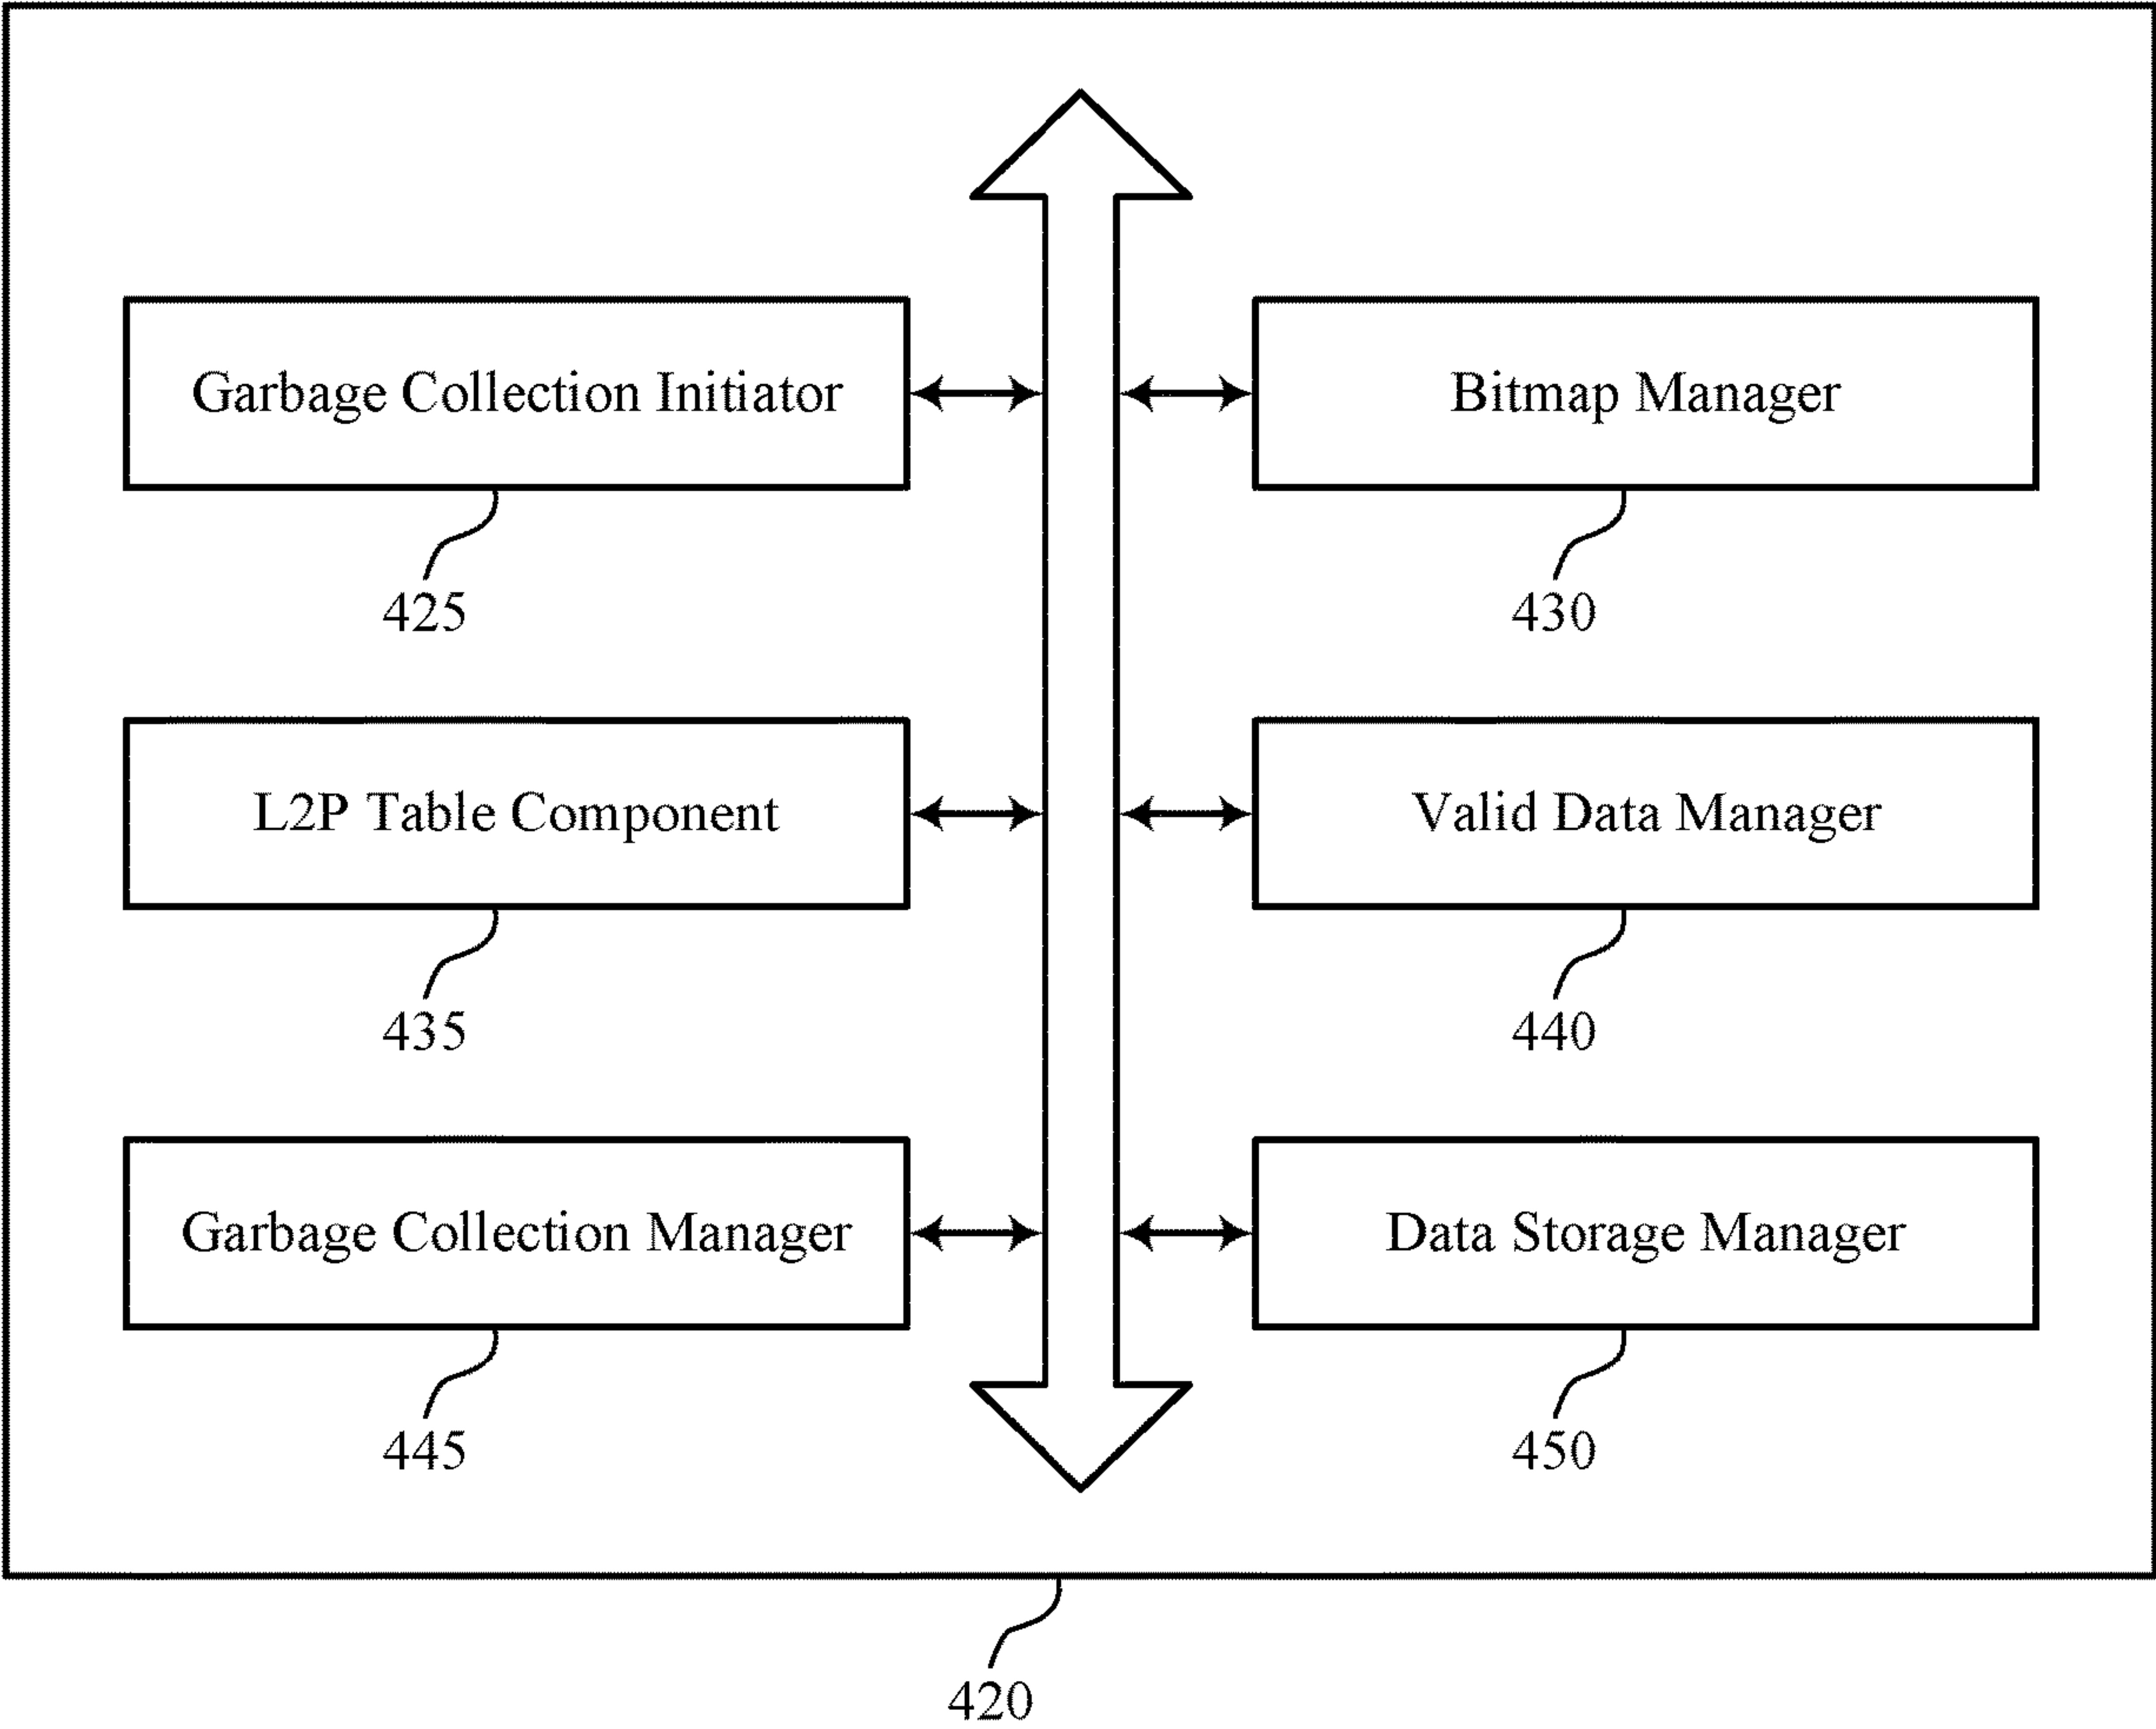 Garbage Collection Initiator
Bitmap Manager
425
430
L2P Table Component
Valid Data Manager
435
440
Garbage Collection Manager
Data Storage Manager
445
450
420